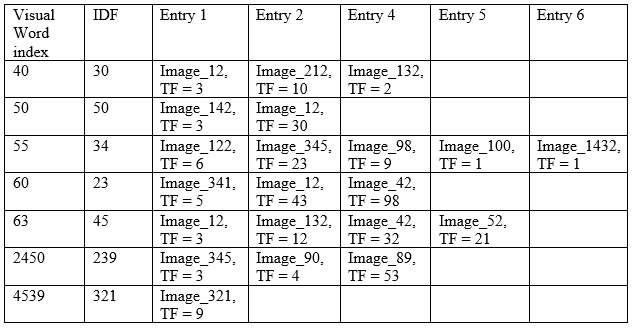 Visual Word index IDF Entry 1 Entry 2 Entry 4 Entry 5 Entry 6
40 30 Image_12, TF = 3 Image_212, TF = 10 Image_132, TF = 2
50 50 Image_142, TF = 3 Image_12, TF = 30
55 34 Image_122, TF = 6 Image_345, TF = 23 Image_98, TF = 9 Image_100, TF = 1 Image_1432, TF = 1
60 23 Image_341, TF = 5 Image_12, TF = 43 Image_42, TF = 98
63 45 Image_12, TF = 3 Image_132, TF = 12 Image_42, TF = 32 Image_52, TF = 21
2450 239 Image_345, TF = 3 Image_90, TF = 4 Image_89, TF = 53
4539 321 Image_321, TF = 9